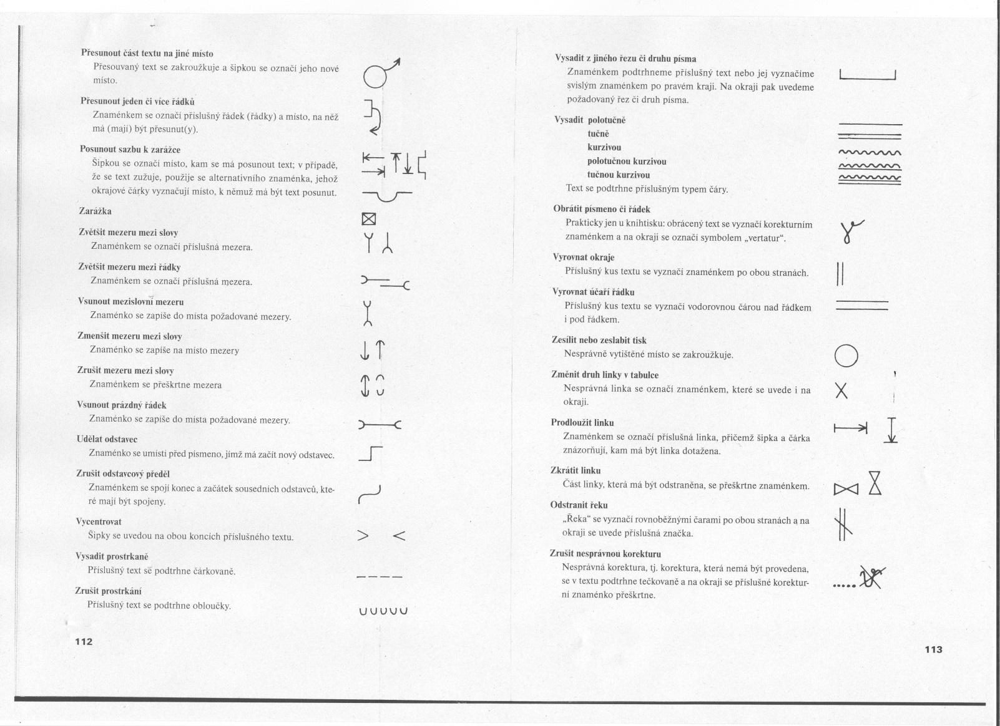 Přesunout část textu na jiné místo
Přesouvaný text se zakroužkuje a šipkou se označí jeho nové
místo.
Přesunout jeden či více řádků
Znaménkem se označí příslušný řádek (řádky) a místo, na něž
má (mají) být přesunut(y).
Posunout sazbu k zarážce
Šipkou se označí místo, kam se má posunout text; v případě,
že se text zužuje, použije se alternativního znaménka, jehož
okrajové čárky vyznačují místo, k němuž má být text posunut.
Zarážka
Zvětšit mezeru mezi slovy
Znaménkem se označí příslušná mezera.
Zvětšit mezeru mezi řádky
Znaménkem se označí příslušná mezera.
Vsunout mezislovní mezeru
Znaménko se zapíše do místa požadované mezery.
Zmenšit mezeru mezi slovy
Znaménko se zapíše na místo mezery
Zrušit mezeru mezi slovy
Znaménkem se přeškrtne mezera
Vsunout prázdný řádek
Znaménko se zapíše do místa požadované mezery.
Udělat odstavec
Znaménko se umístí před písmeno, jímž má začít nový odstavec.
Zrušit odstavcový předěl
Znaménkem se spojí konec a začátek sousedních odstavců, kte-
ré mají být spojeny.
Vycentrovat
Šipky se uvedou na obou koncích příslušného textu.
Vysadit prostrkaně
Příslušný text se podtrhne čárkovaně.
Zrušit prostrkání
Příslušný text se podtrhne obloučky.
112
Vysadit z jiného řezu či druhu písma
Znaménkem podtrhneme příslušný text nebo jej vyznačíme
svislým znaménkem po pravém kraji. Na okraji pak uvedeme
požadovaný řez či druh písma.
Vysadit polotučně
tučně
kurzivou
polotučnou kurzivou
tučnou kurzivou
Text se podtrhne příslušným typem čáry.
Obrátit písmeno či řádek
Prakticky jen u knihtisku: obrácený text se vyznačí korekturním
znaménkem a na okraji se označí symbolem „vertatur“.
Vyrovnat okraje
Příslušný kus textu se vyznačí znaménkem po obou stranách.
Vyrovnat účaří řádku
Příslušný kus textu se vyznačí vodorovnou čárou nad řádkem
i pod řádkem.
Zesílit nebo zeslabit tisk
Nesprávně vytištěné místo se zakroužkuje.
Změnit druh linky v tabulce
Nesprávná linka se označí znaménkem, které se uvede i na
okraji.
Prodloužit linku
Znaménkem se označí příslušná linka, přičemž šipka a čárka
znázorňují, kam má být linka dotažena.
Zkrátit linku
Část linky, která má být odstraněna, se přeškrtne znaménkem.
Odstranit řeku
„Řeka“ se vyznačí rovnoběžnými čarami po obou stranách a na
okraji se uvede příslušná značka.
Zrušit nesprávnou korekturu
Nesprávná korektura, tj. korektura, která nemá být provedena,
se v textu podtrhne tečkovaně a na okraji se příslušné korektur-
ní znaménko přeškrtne.
113